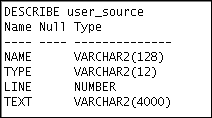 DESCRIBE user_source
Name Null Type
---- ---- --------------
NAME      VARCHAR2(128)
TYPE      VARCHAR2(12)
LINE      NUMBER
TEXT      VARCHAR2(4000)